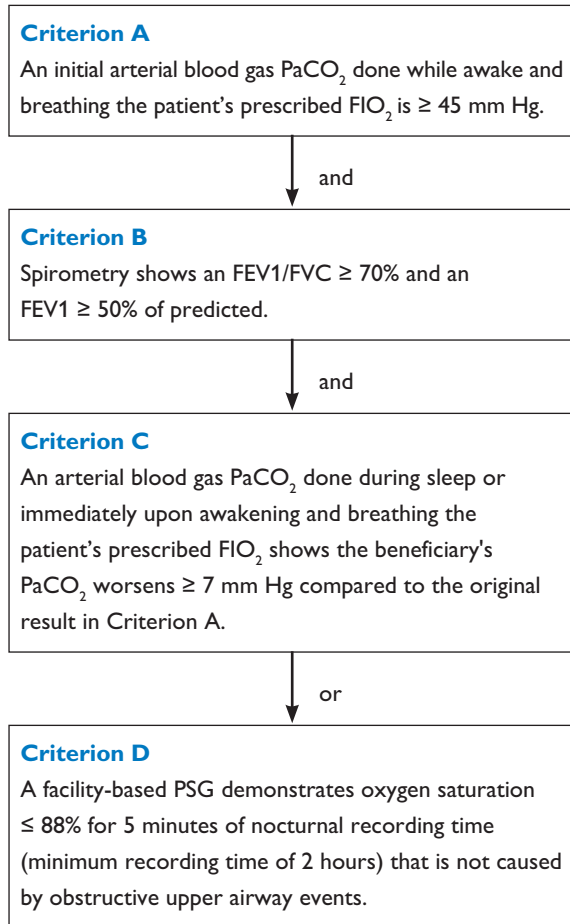 Criterion A
An initial arterial blood gas PaCO₂ done while awake and
breathing the patient’s prescribed FIO₂ is ≥ 45 mm Hg.
and
Criterion B
Spirometry shows an FEV1/FVC ≥ 70% and an
FEV1 ≥ 50% of predicted.
and
Criterion C
An arterial blood gas PaCO₂ done during sleep or
immediately upon awakening and breathing the
patient’s prescribed FIO₂ shows the beneficiary's
PaCO₂ worsens ≥ 7 mm Hg compared to the original
result in Criterion A.
or
Criterion D
A facility-based PSG demonstrates oxygen saturation
≤ 88% for 5 minutes of nocturnal recording time
(minimum recording time of 2 hours) that is not caused
by obstructive upper airway events.